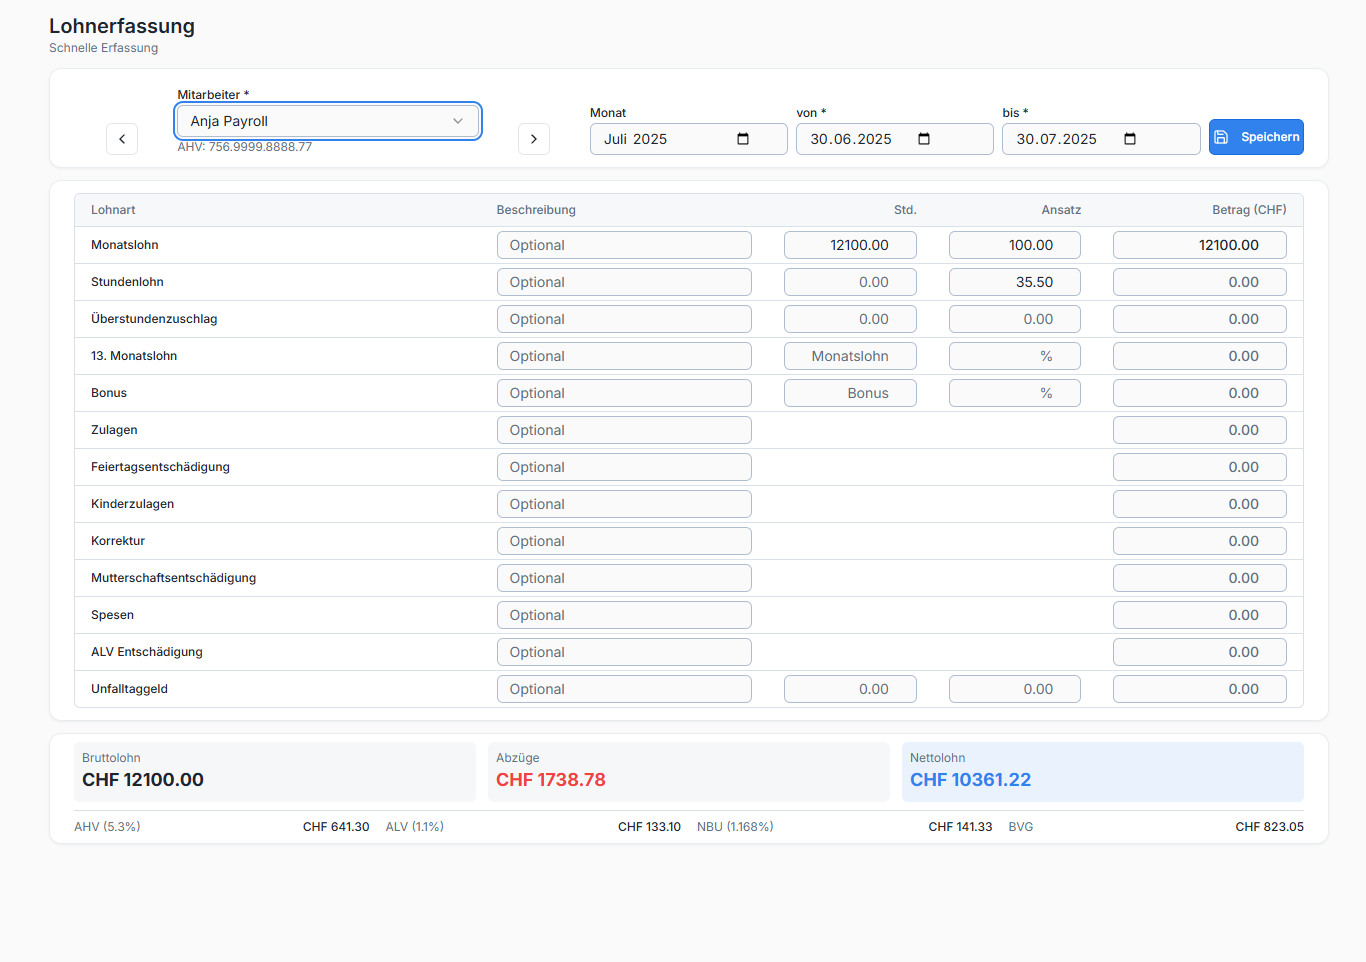 Lohnerfassung
Schnelle Erfassung
Mitarbeiter *
Anja Payroll
AHV: 756.9999.8888.77
Monat
Juli 2025
von *
30.06.2025
bis *
30.07.2025
Speichern
Lohnart Beschreibung Std. Ansatz Betrag (CHF)
Monatslohn Optional 12100.00 100.00 12100.00
Stundenlohn Optional 0.00 35.50 0.00
Überstundenzuschlag Optional 0.00 0.00 0.00
13. Monatslohn Optional Monatslohn % 0.00
Bonus Optional Bonus % 0.00
Zulagen Optional 0.00
Feiertagsentschädigung Optional 0.00
Kinderzulagen Optional 0.00
Korrektur Optional 0.00
Mutterschaftsentschädigung Optional 0.00
Spesen Optional 0.00
ALV Entschädigung Optional 0.00
Unfalltaggeld Optional 0.00 0.00 0.00
Bruttolohn
CHF 12100.00
Abzüge
CHF 1738.78
Nettolohn
CHF 10361.22
AHV (5.3%) CHF 641.30 ALV (1.1%) CHF 133.10 NBU (1.168%) CHF 141.33 BVG CHF 823.05